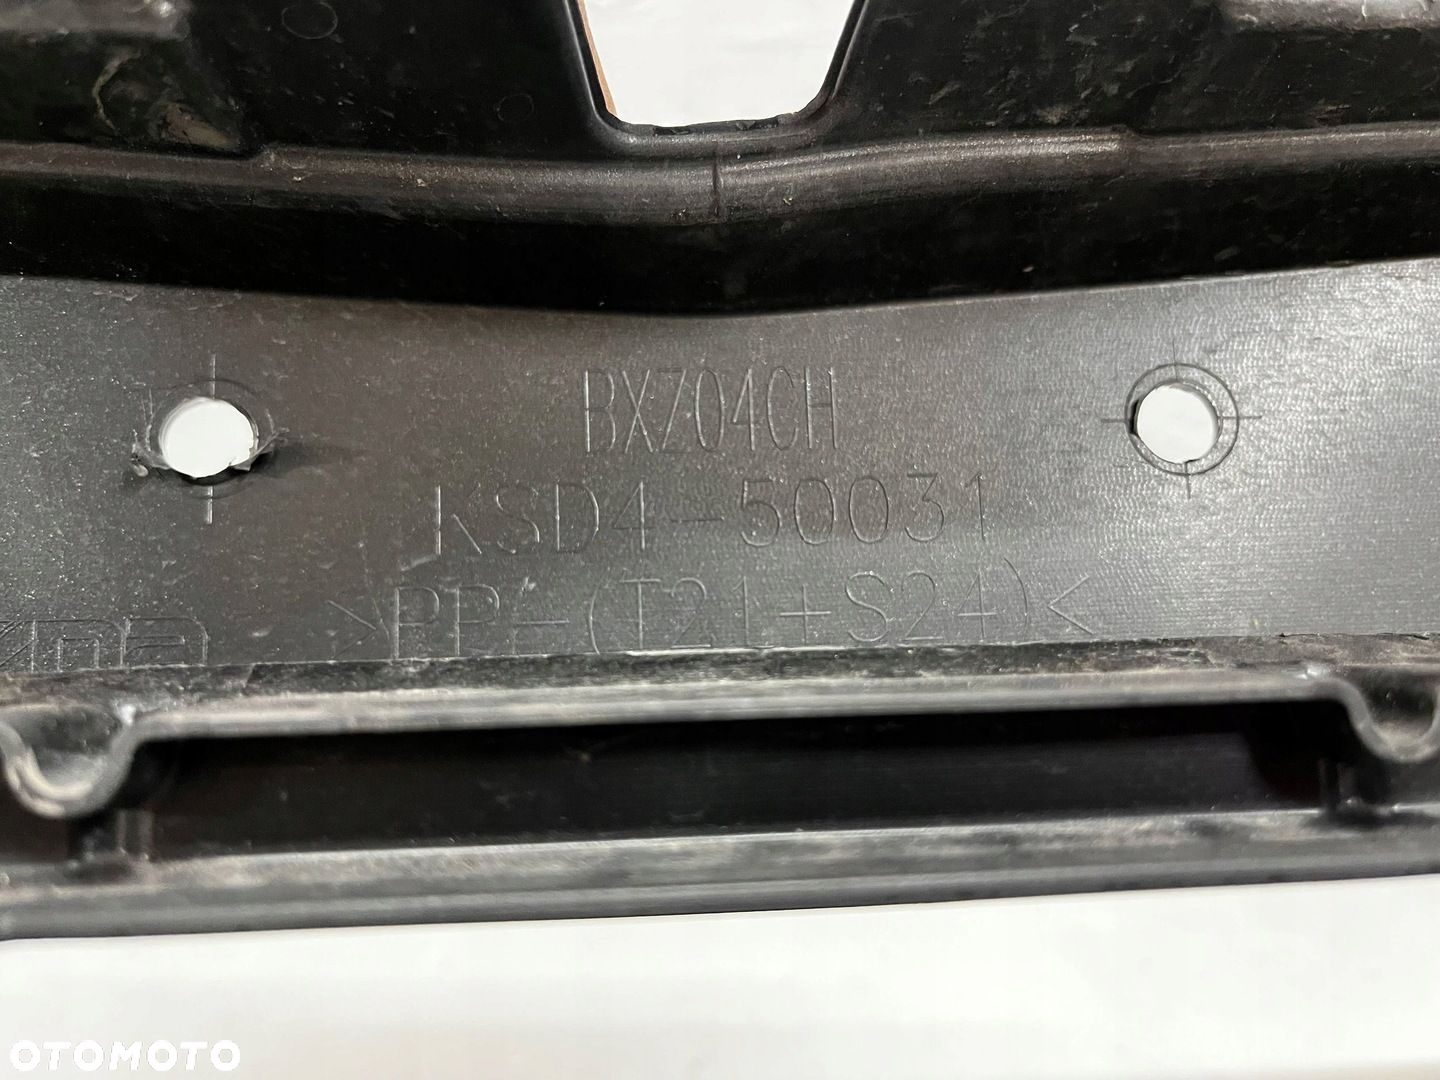 BXZ04CH
KSD4-50031
>PP-(T21+S24)<
OTOMOTO